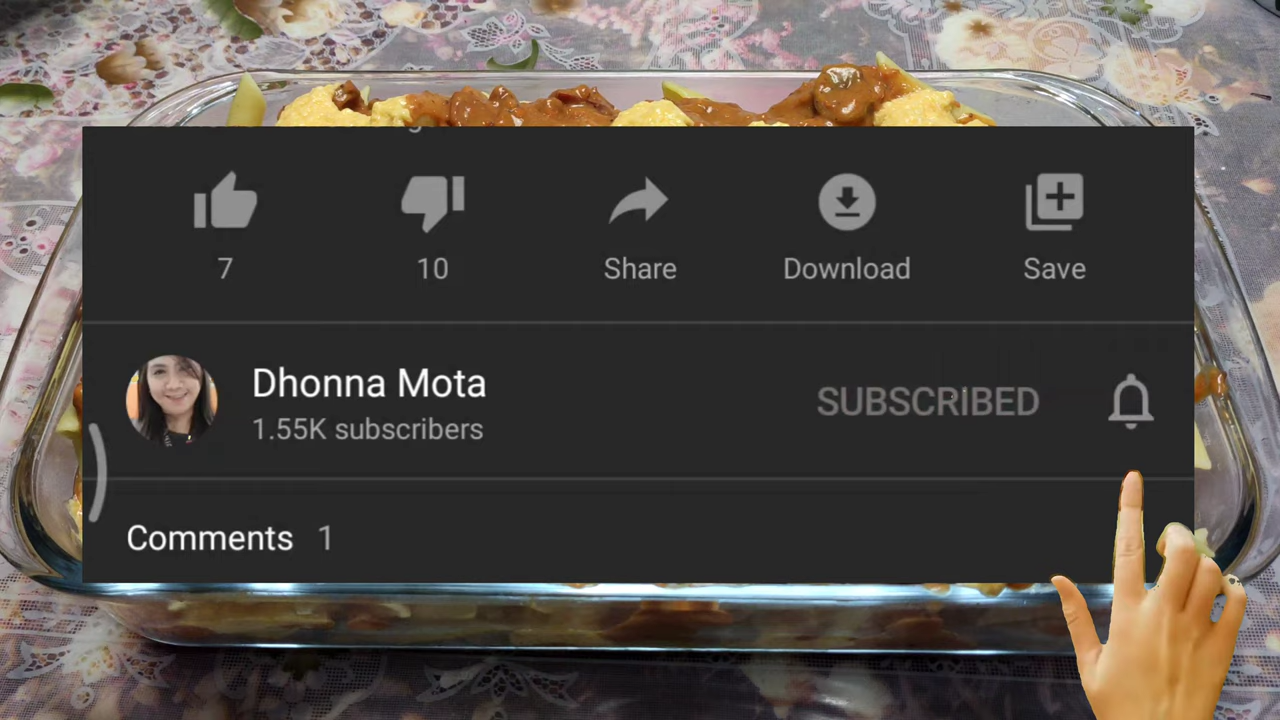 7 10 Share Download Save
Dhonna Mota
1.55K subscribers
SUBSCRIBED
Comments 1